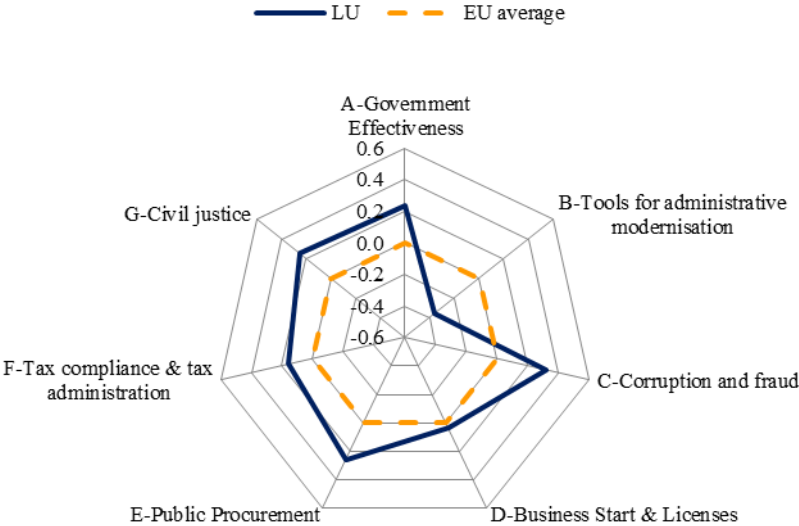 LU EU average
A-Government
Effectiveness
0.6
0.4
0.2
0.0
-0.2
-0.4
-0.6
B-Tools for administrative
modernisation
C-Corruption and fraud
D-Business Start & Licenses
E-Public Procurement
F-Tax compliance & tax
administration
G-Civil justice